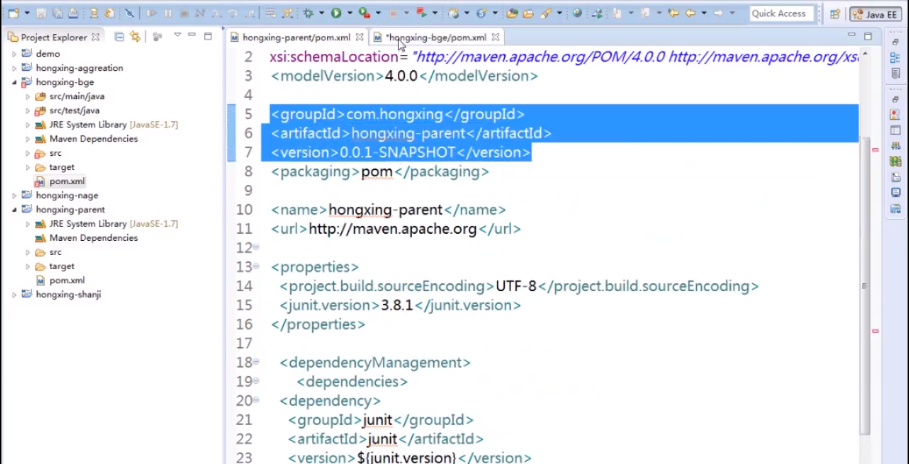 Quick Access
Java EE
Project Explorer
hongxing-parent/pom.xml
*hongxing-bge/pom.xml
demo
hongxing-aggreation
hongxing-bge
src/main/java
src/test/java
JRE System Library [JavaSE-1.7]
Maven Dependencies
src
target
pom.xml
hongxing-nage
hongxing-parent
JRE System Library [JavaSE-1.7]
Maven Dependencies
src
target
pom.xml
hongxing-shanji
2 xsi:schemaLocation="http://maven.apache.org/POM/4.0.0 http://maven.apache.org/xs
3 <modelVersion>4.0.0</modelVersion>
4
5 <groupId>com.hongxing</groupId>
6 <artifactId>hongxing-parent</artifactId>
7 <version>0.0.1-SNAPSHOT</version>
8 <packaging>pom</packaging>
9
10 <name>hongxing-parent</name>
11 <url>http://maven.apache.org</url>
12
13 <properties>
14 <project.build.sourceEncoding>UTF-8</project.build.sourceEncoding>
15 <junit.version>3.8.1</junit.version>
16 </properties>
17
18 <dependencyManagement>
19 <dependencies>
20 <dependency>
21 <groupId>junit</groupId>
22 <artifactId>junit</artifactId>
23 <version>${junit.version}</version>